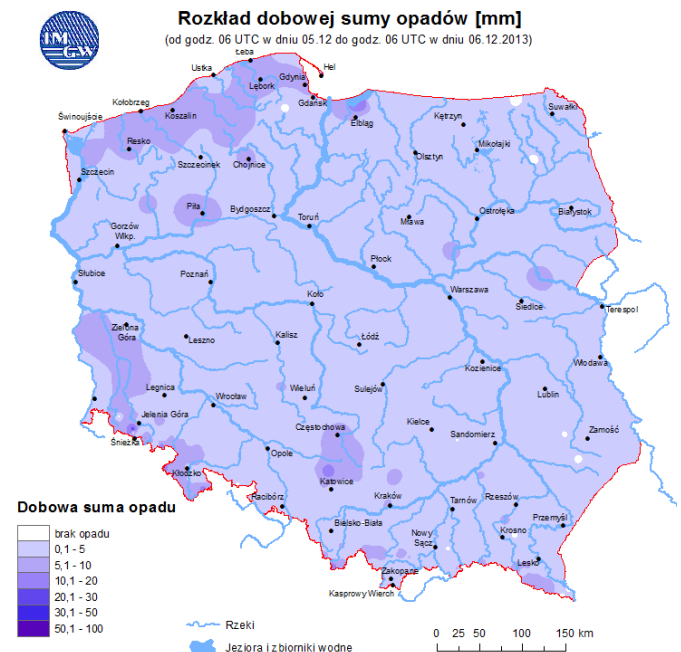 Rozkład dobowej sumy opadów [mm]
(od godz. 06 UTC w dniu 05.12 do godz. 06 UTC w dniu 06.12.2013)
IM
GW
Łeba
Ustka
Hel
Gdynia
Lębork
Gdańsk
Kołobrzeg
Koszalin
Suwałki
Świnoujście
Elbląg
Kętrzyn
Resko
Mikołajki
Olsztyn
Szczecinek
Chojnice
Szczecin
Piła
Bydgoszcz
Toruń
Mława
Ostrołęka
Białystok
Gorzów
Wlkp.
Płock
Słubice
Poznań
Warszawa
Koło
Siedlce
Terespol
Zielona
Góra
Leszno
Kalisz
Łódź
Kozienice
Włodawa
Legnica
Wrocław
Wieluń
Sulejów
Lublin
Jelenia Góra
Częstochowa
Kielce
Sandomierz
Zamość
Śnieżka
Opole
Kłodzko
Katowice
Racibórz
Kraków
Tarnów
Rzeszów
Przemyśl
Bielsko-Biała
Nowy
Sącz
Krosno
Lesko
Zakopane
Kasprowy Wierch
Dobowa suma opadu
brak opadu
0,1 - 5
5,1 - 10
10,1 - 20
20,1 - 30
30,1 - 50
50,1 - 100
Rzeki
Jeziora i zbiorniki wodne
0 25 50 100 150 km